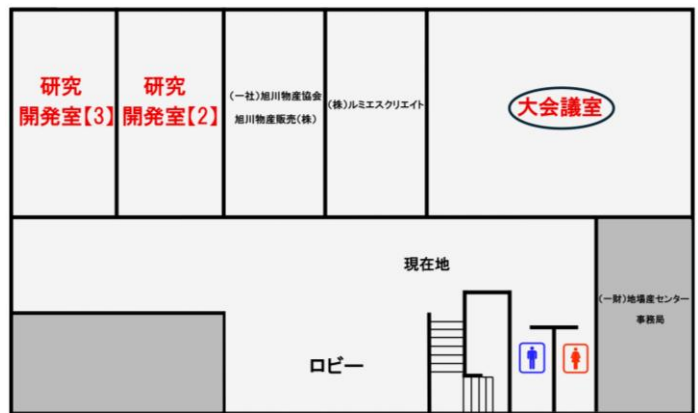 研究
開発室【3】
研究
開発室【2】
(一社)旭川物産協会
旭川物産販売(株)
(株)ルミエスクリエイト
大会議室
現在地
(一財)地場産センター
事務局
ロビー